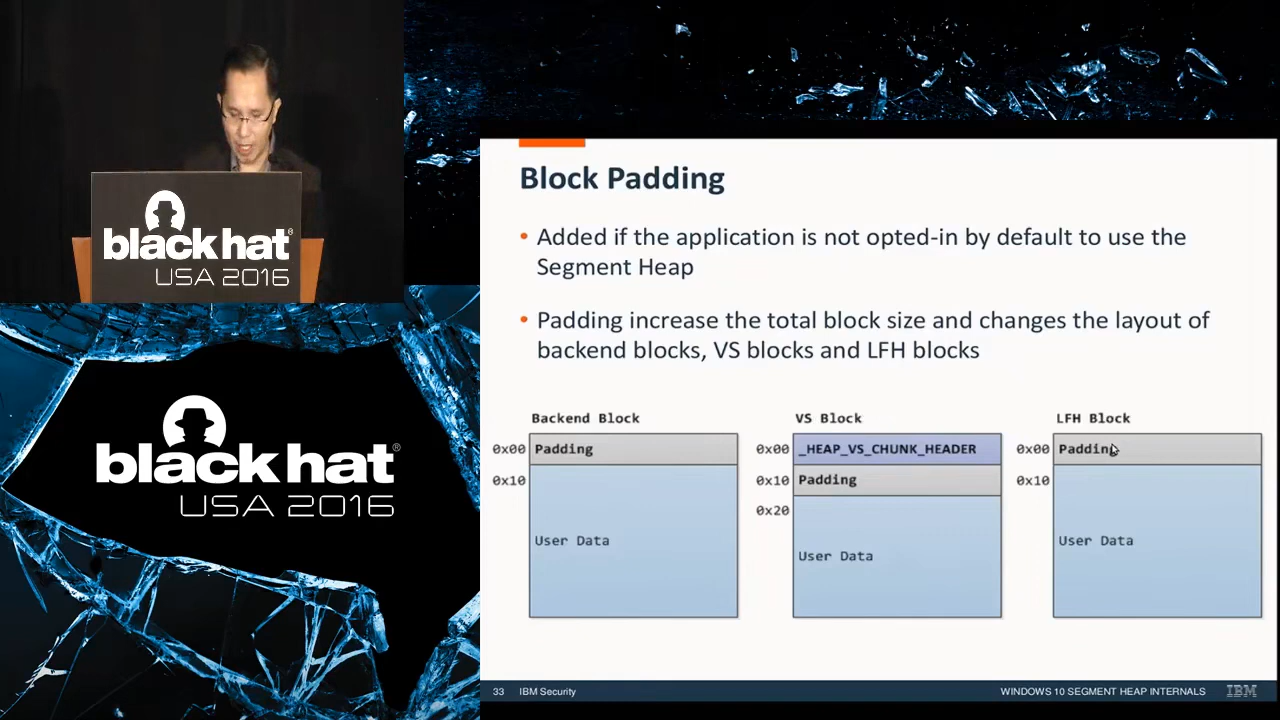 black hat®
USA 2016
black hat®
USA 2016
Block Padding
• Added if the application is not opted-in by default to use the
Segment Heap
• Padding increase the total block size and changes the layout of
backend blocks, VS blocks and LFH blocks
Backend Block
0x00 Padding
0x10
User Data
VS Block
0x00 _HEAP_VS_CHUNK_HEADER
0x10 Padding
0x20
User Data
LFH Block
0x00 Padding
0x10
User Data
33 IBM Security
WINDOWS 10 SEGMENT HEAP INTERNALS
IBM